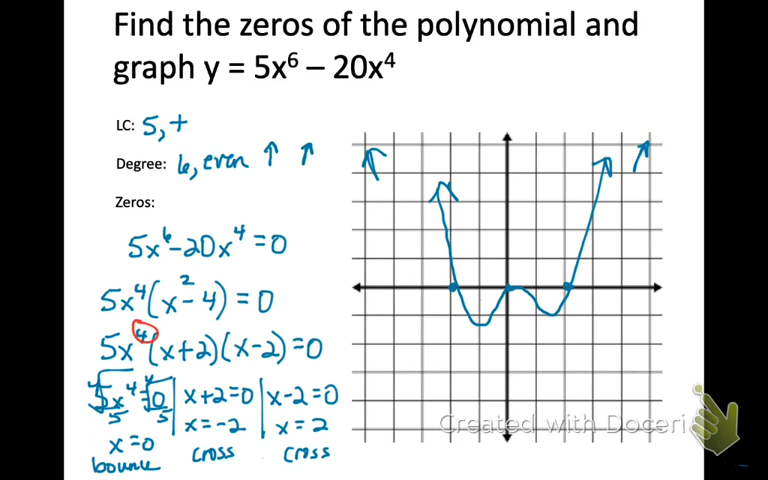 Find the zeros of the polynomial and
graph y = 5x⁶ – 20x⁴
LC: 5, +
Degree: 6, even ↑ ↑
Zeros:
5x⁶-20x⁴=0
5x⁴(x²-4)=0
5x⁴(x+2)(x-2)=0
⁴√5x⁴=⁴√0 | x+2=0 | x-2=0
5 5 | x=-2 | x=2
x=0 cross cross
bounce
Created with Doceri